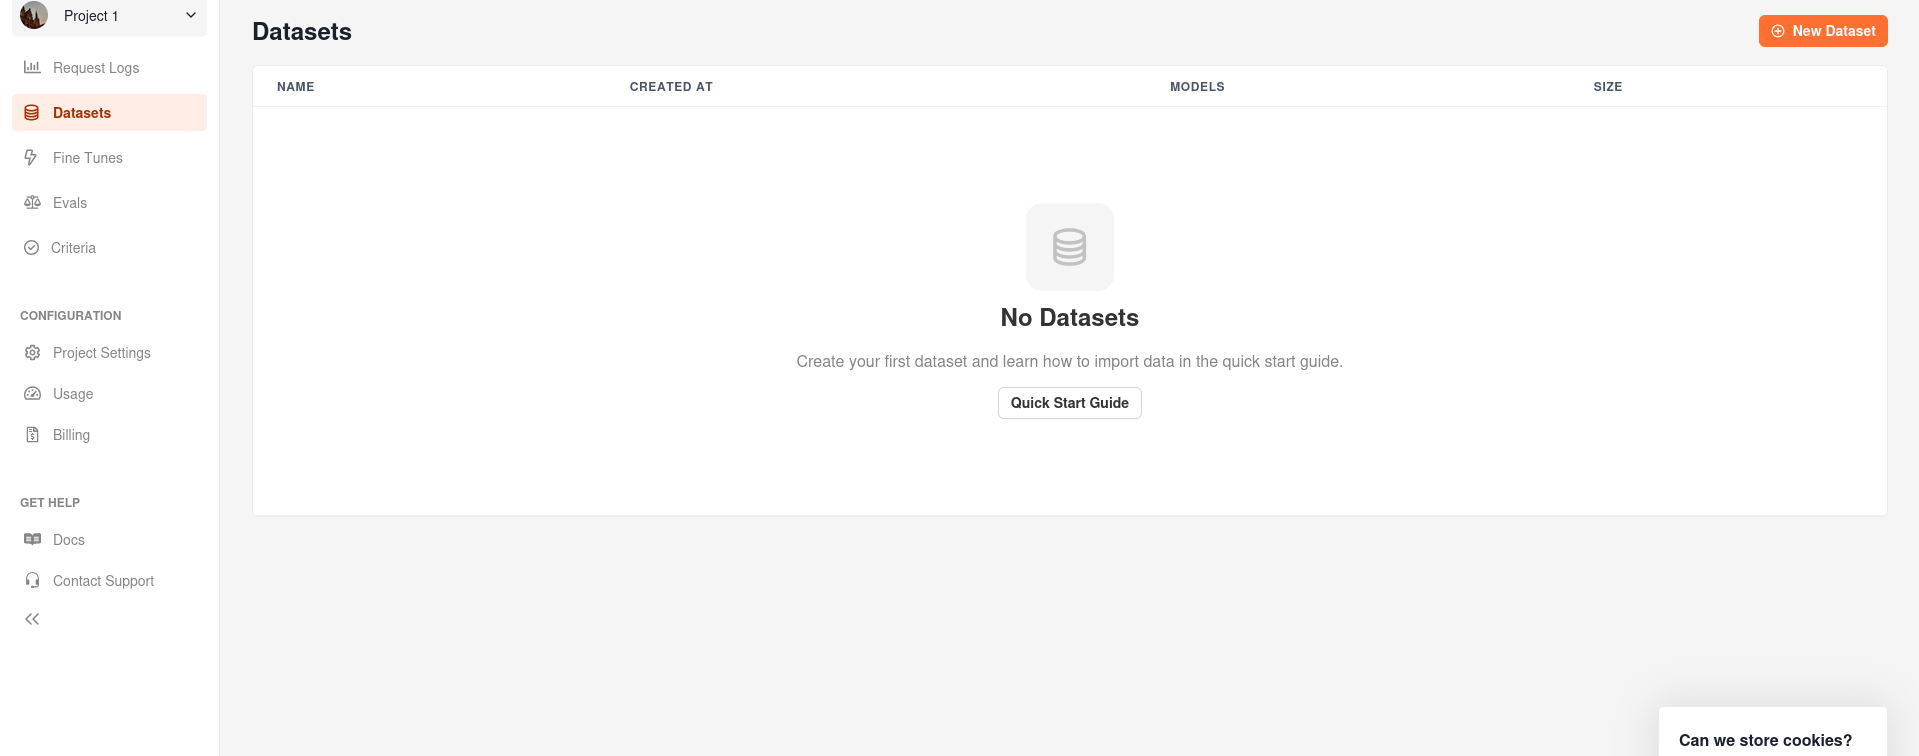 Project 1
Request Logs
Datasets
Fine Tunes
Evals
Criteria
CONFIGURATION
Project Settings
Usage
Billing
GET HELP
Docs
Contact Support
Datasets
New Dataset
NAME CREATED AT MODELS SIZE
No Datasets
Create your first dataset and learn how to import data in the quick start guide.
Quick Start Guide
Can we store cookies?